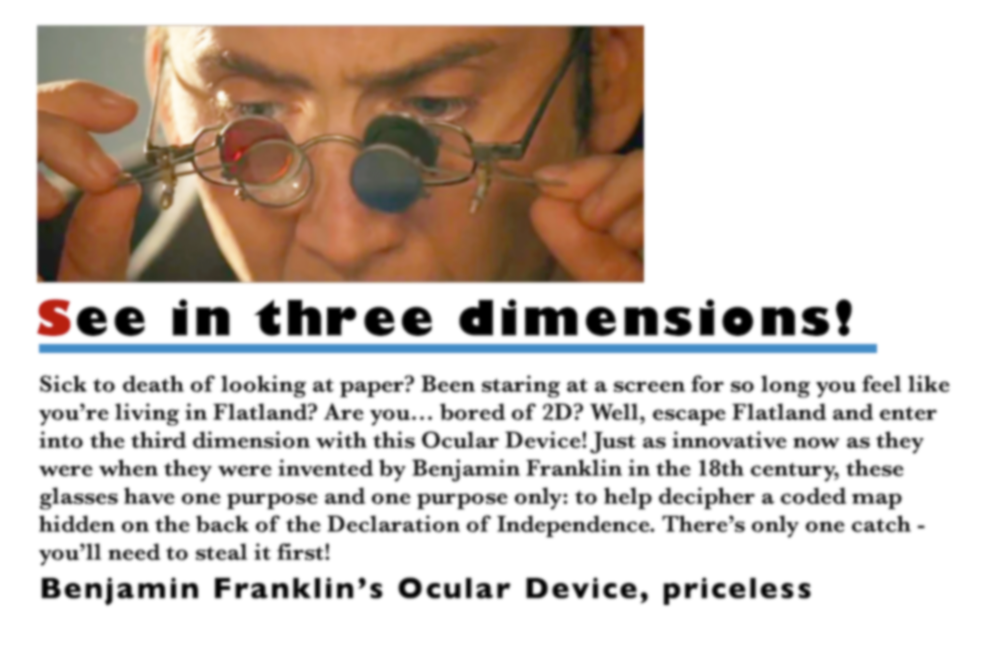 See in three dimensions!
Sick to death of looking at paper? Been staring at a screen for so long you feel like
you're living in Flatland? Are you... bored of 2D? Well, escape Flatland and enter
into the third dimension with this Ocular Device! Just as innovative now as they
were when they were invented by Benjamin Franklin in the 18th century, these
glasses have one purpose and one purpose only: to help decipher a coded map
hidden on the back of the Declaration of Independence. There's only one catch -
you'll need to steal it first!
Benjamin Franklin's Ocular Device, priceless